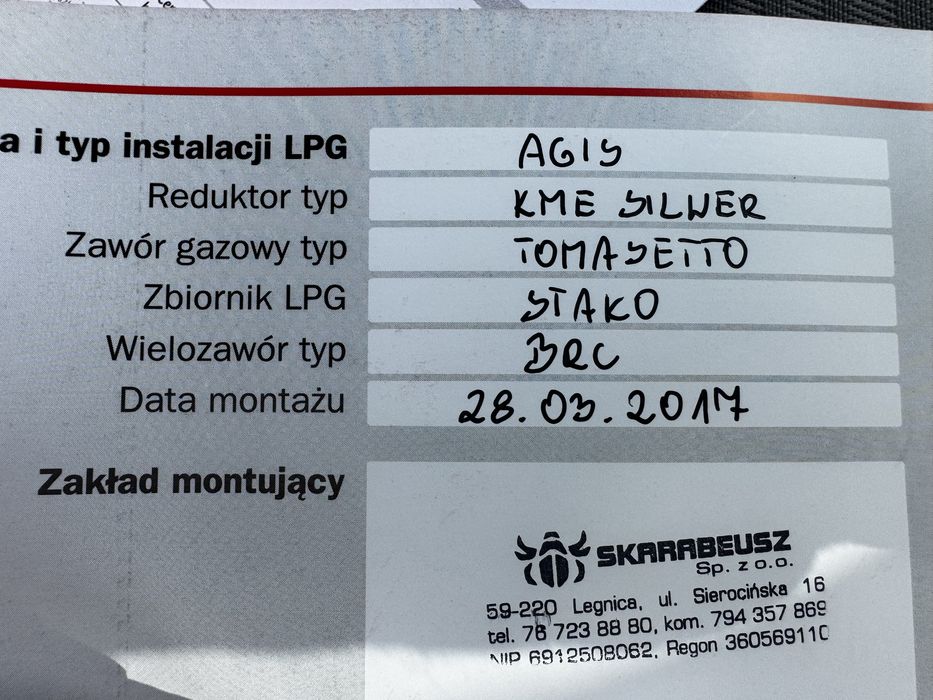 a i typ instalacji LPG AGIS
Reduktor typ KME SILWER
Zawór gazowy typ TOMASETTO
Zbiornik LPG STAKO
Wielozawór typ BRC
Data montażu 28.03.2017
Zakład montujący
SKARABEUSZ
Sp. z o.o.
59-220 Legnica, ul. Sierocińska 16
tel. 76 723 88 80, kom. 794 357 869
NIP 6912508062, Regon 360569110